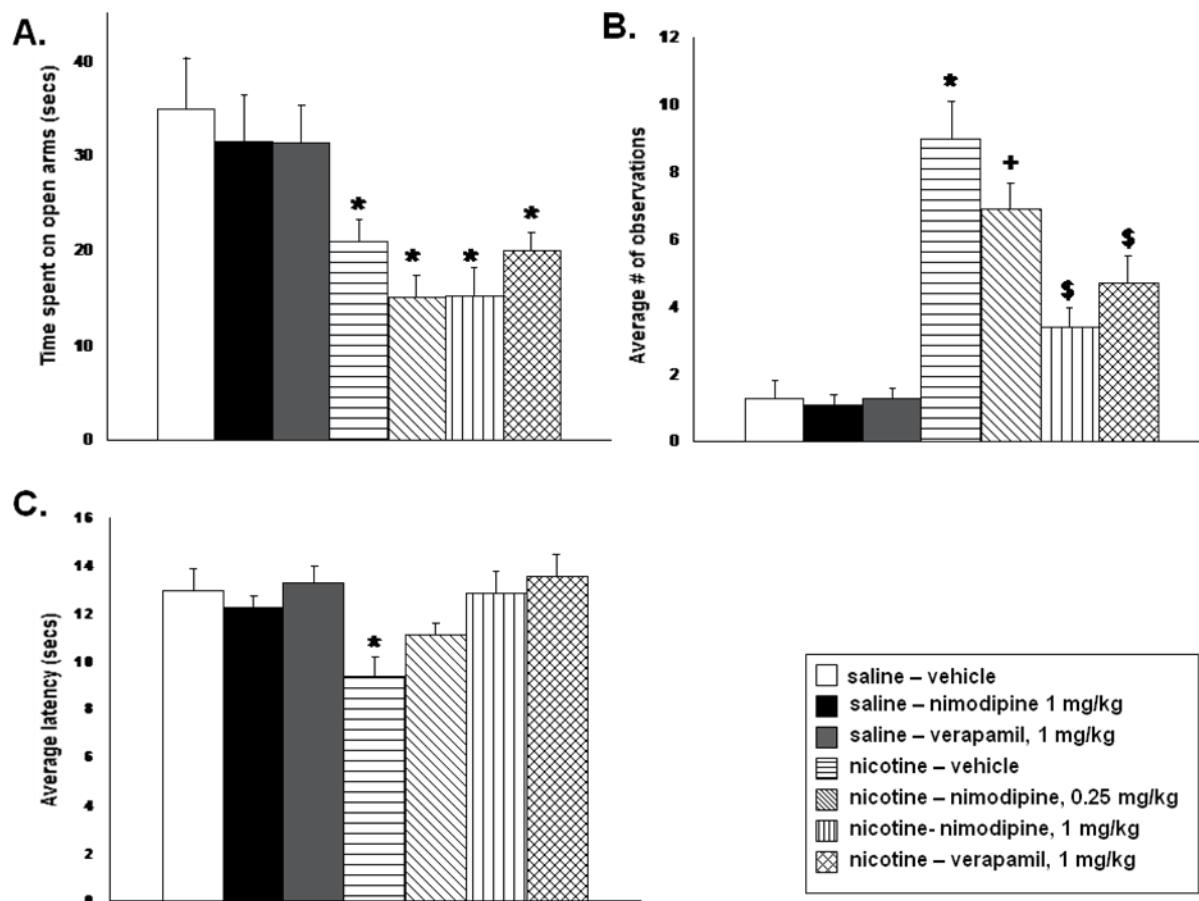 A.
Time spent on open arms (secs)
40
30
20
10
0
*
*
*
*
B.
Average # of observations
12
10
8
6
4
2
0
*
+
$
$
C.
Average latency (secs)
16
14
12
10
8
6
4
2
0
*
saline – vehicle
saline – nimodipine 1 mg/kg
saline – verapamil, 1 mg/kg
nicotine – vehicle
nicotine – nimodipine, 0.25 mg/kg
nicotine- nimodipine, 1 mg/kg
nicotine – verapamil, 1 mg/kg